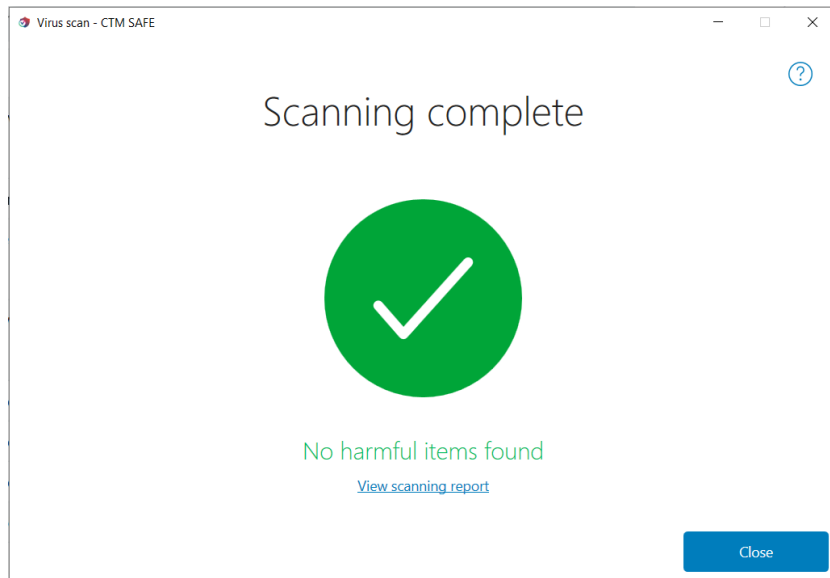 Virus scan - CTM SAFE
?
Scanning complete
No harmful items found
View scanning report
Close